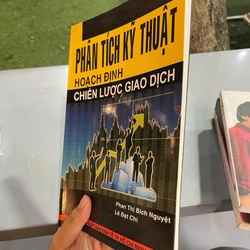 PHÂN TÍCH KỸ THUẬT
HOẠCH ĐỊNH
CHIẾN LƯỢC GIAO DỊCH
Phan Thị Bích Nguyệt
Lê Đạt Chí